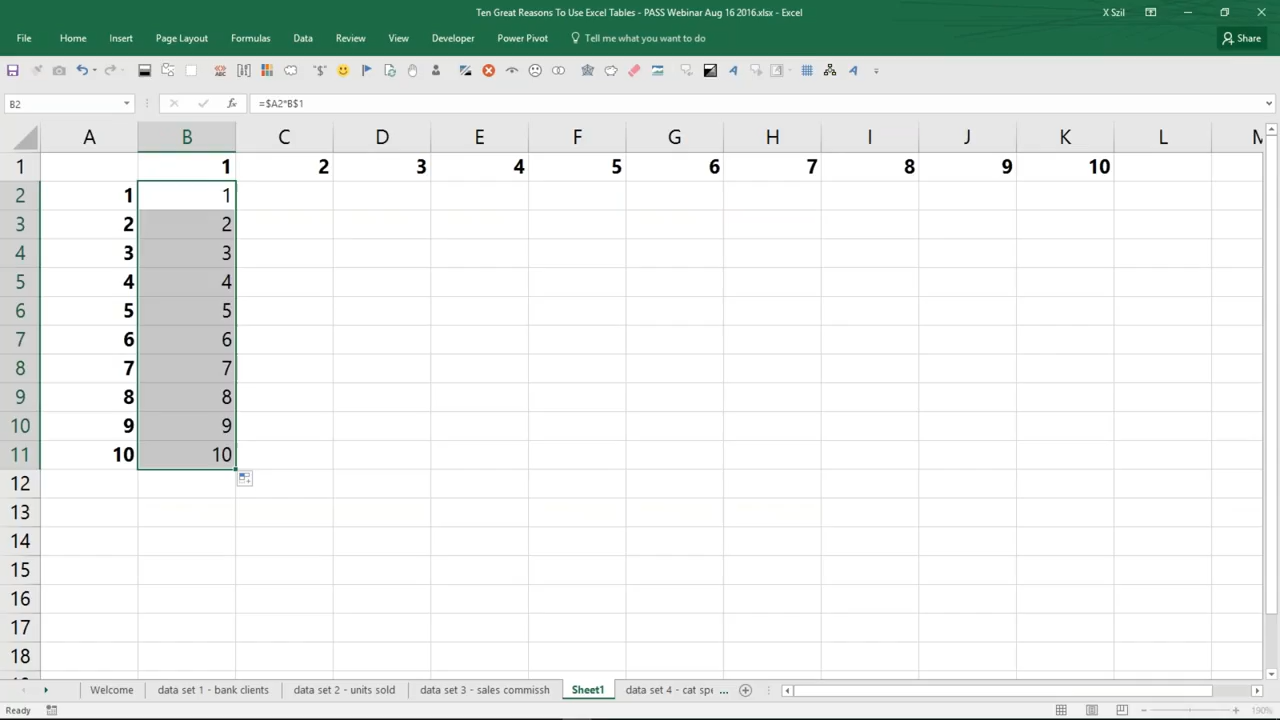 Ten Great Reasons To Use Excel Tables - PASS Webinar Aug 16 2016.xlsx - Excel
X Szil
File Home Insert Page Layout Formulas Data Review View Developer Power Pivot Tell me what you want to do Share
B2 fx =$A2*B$1
A B C D E F G H I J K L M
1 1 2 3 4 5 6 7 8 9 10
2 1 1
3 2 2
4 3 3
5 4 4
6 5 5
7 6 6
8 7 7
9 8 8
10 9 9
11 10 10
12
13
14
15
16
17
18
Welcome data set 1 - bank clients data set 2 - units sold data set 3 - sales commissh Sheet1 data set 4 - cat spe ...
Ready 190%